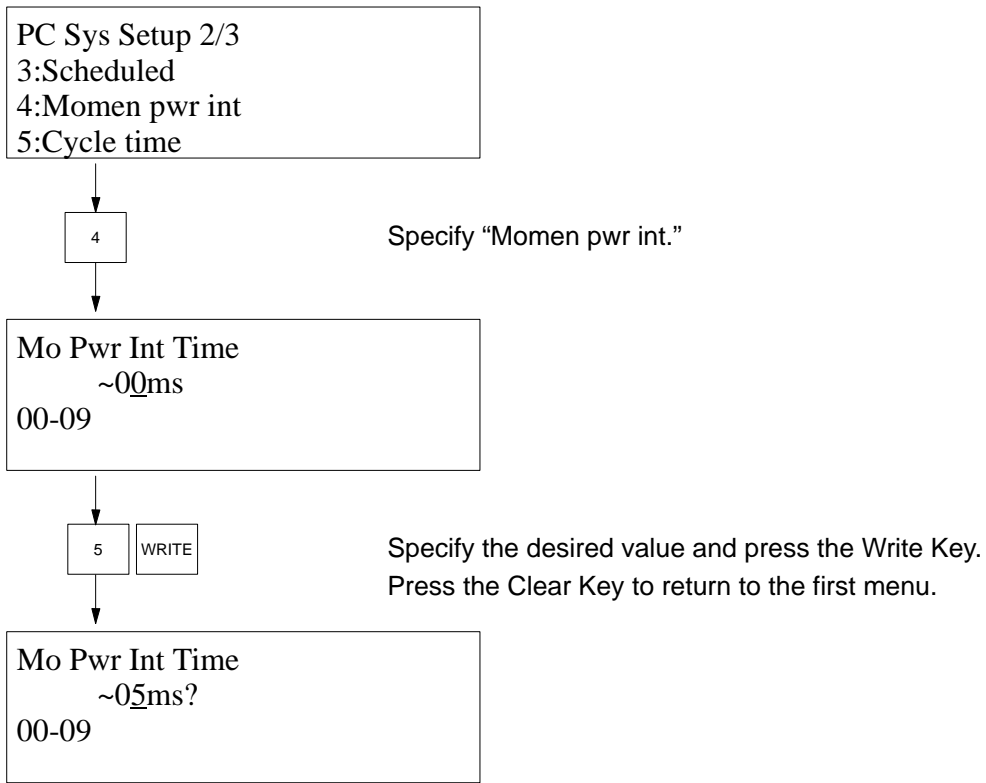 PC Sys Setup 2/3
3:Scheduled
4:Momen pwr int
5:Cycle time
4
Specify “Momen pwr int.”
Mo Pwr Int Time
~00ms
00-09
5 WRITE
Specify the desired value and press the Write Key.
Press the Clear Key to return to the first menu.
Mo Pwr Int Time
~05ms?
00-09